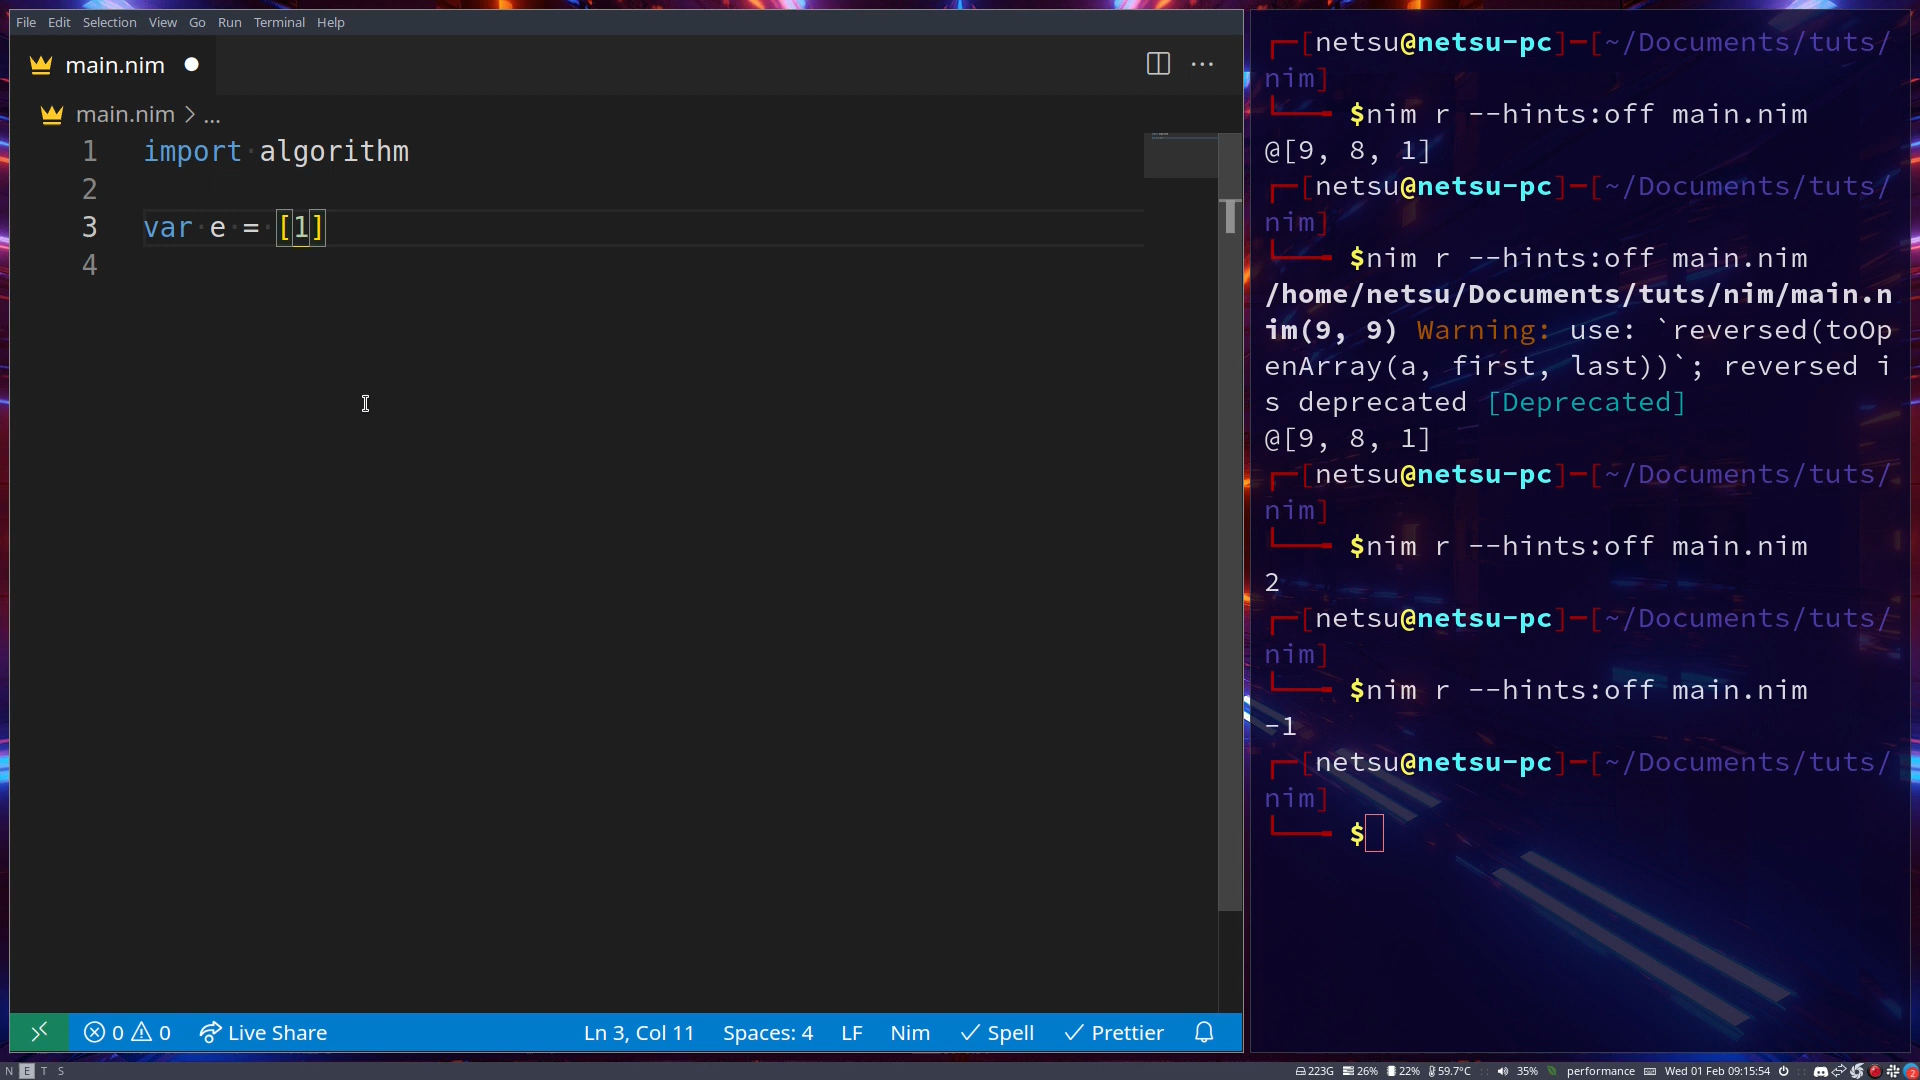 File Edit Selection View Go Run Terminal Help
main.nim
main.nim > ...
1 import algorithm
2
3 var e = [1]
4
Ln 3, Col 11 Spaces: 4 LF Nim Spell Prettier
0 0 Live Share
[netsu@netsu-pc]-[~/Documents/tuts/
nim]
$nim r --hints:off main.nim
@[9, 8, 1]
[netsu@netsu-pc]-[~/Documents/tuts/
nim]
$nim r --hints:off main.nim
/home/netsu/Documents/tuts/nim/main.n
im(9, 9) Warning: use: `reversed(toOp
enArray(a, first, last))`; reversed i
s deprecated [Deprecated]
@[9, 8, 1]
[netsu@netsu-pc]-[~/Documents/tuts/
nim]
$nim r --hints:off main.nim
2
[netsu@netsu-pc]-[~/Documents/tuts/
nim]
$nim r --hints:off main.nim
-1
[netsu@netsu-pc]-[~/Documents/tuts/
nim]
$
N E T S 223G 26% 22% 59.7°C 35% performance Wed 01 Feb 09:15:54 2